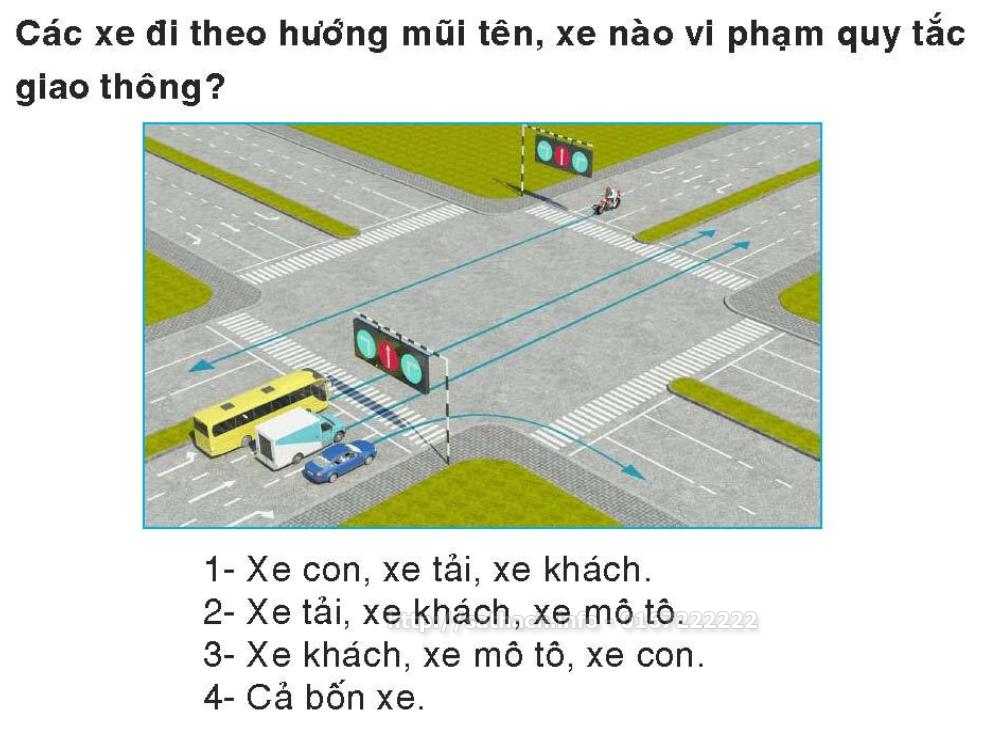 Các xe đi theo hướng mũi tên, xe nào vi phạm quy tắc
giao thông?
1- Xe con, xe tải, xe khách.
2- Xe tải, xe khách, xe mô tô.
3- Xe khách, xe mô tô, xe con.
4- Cả bốn xe.